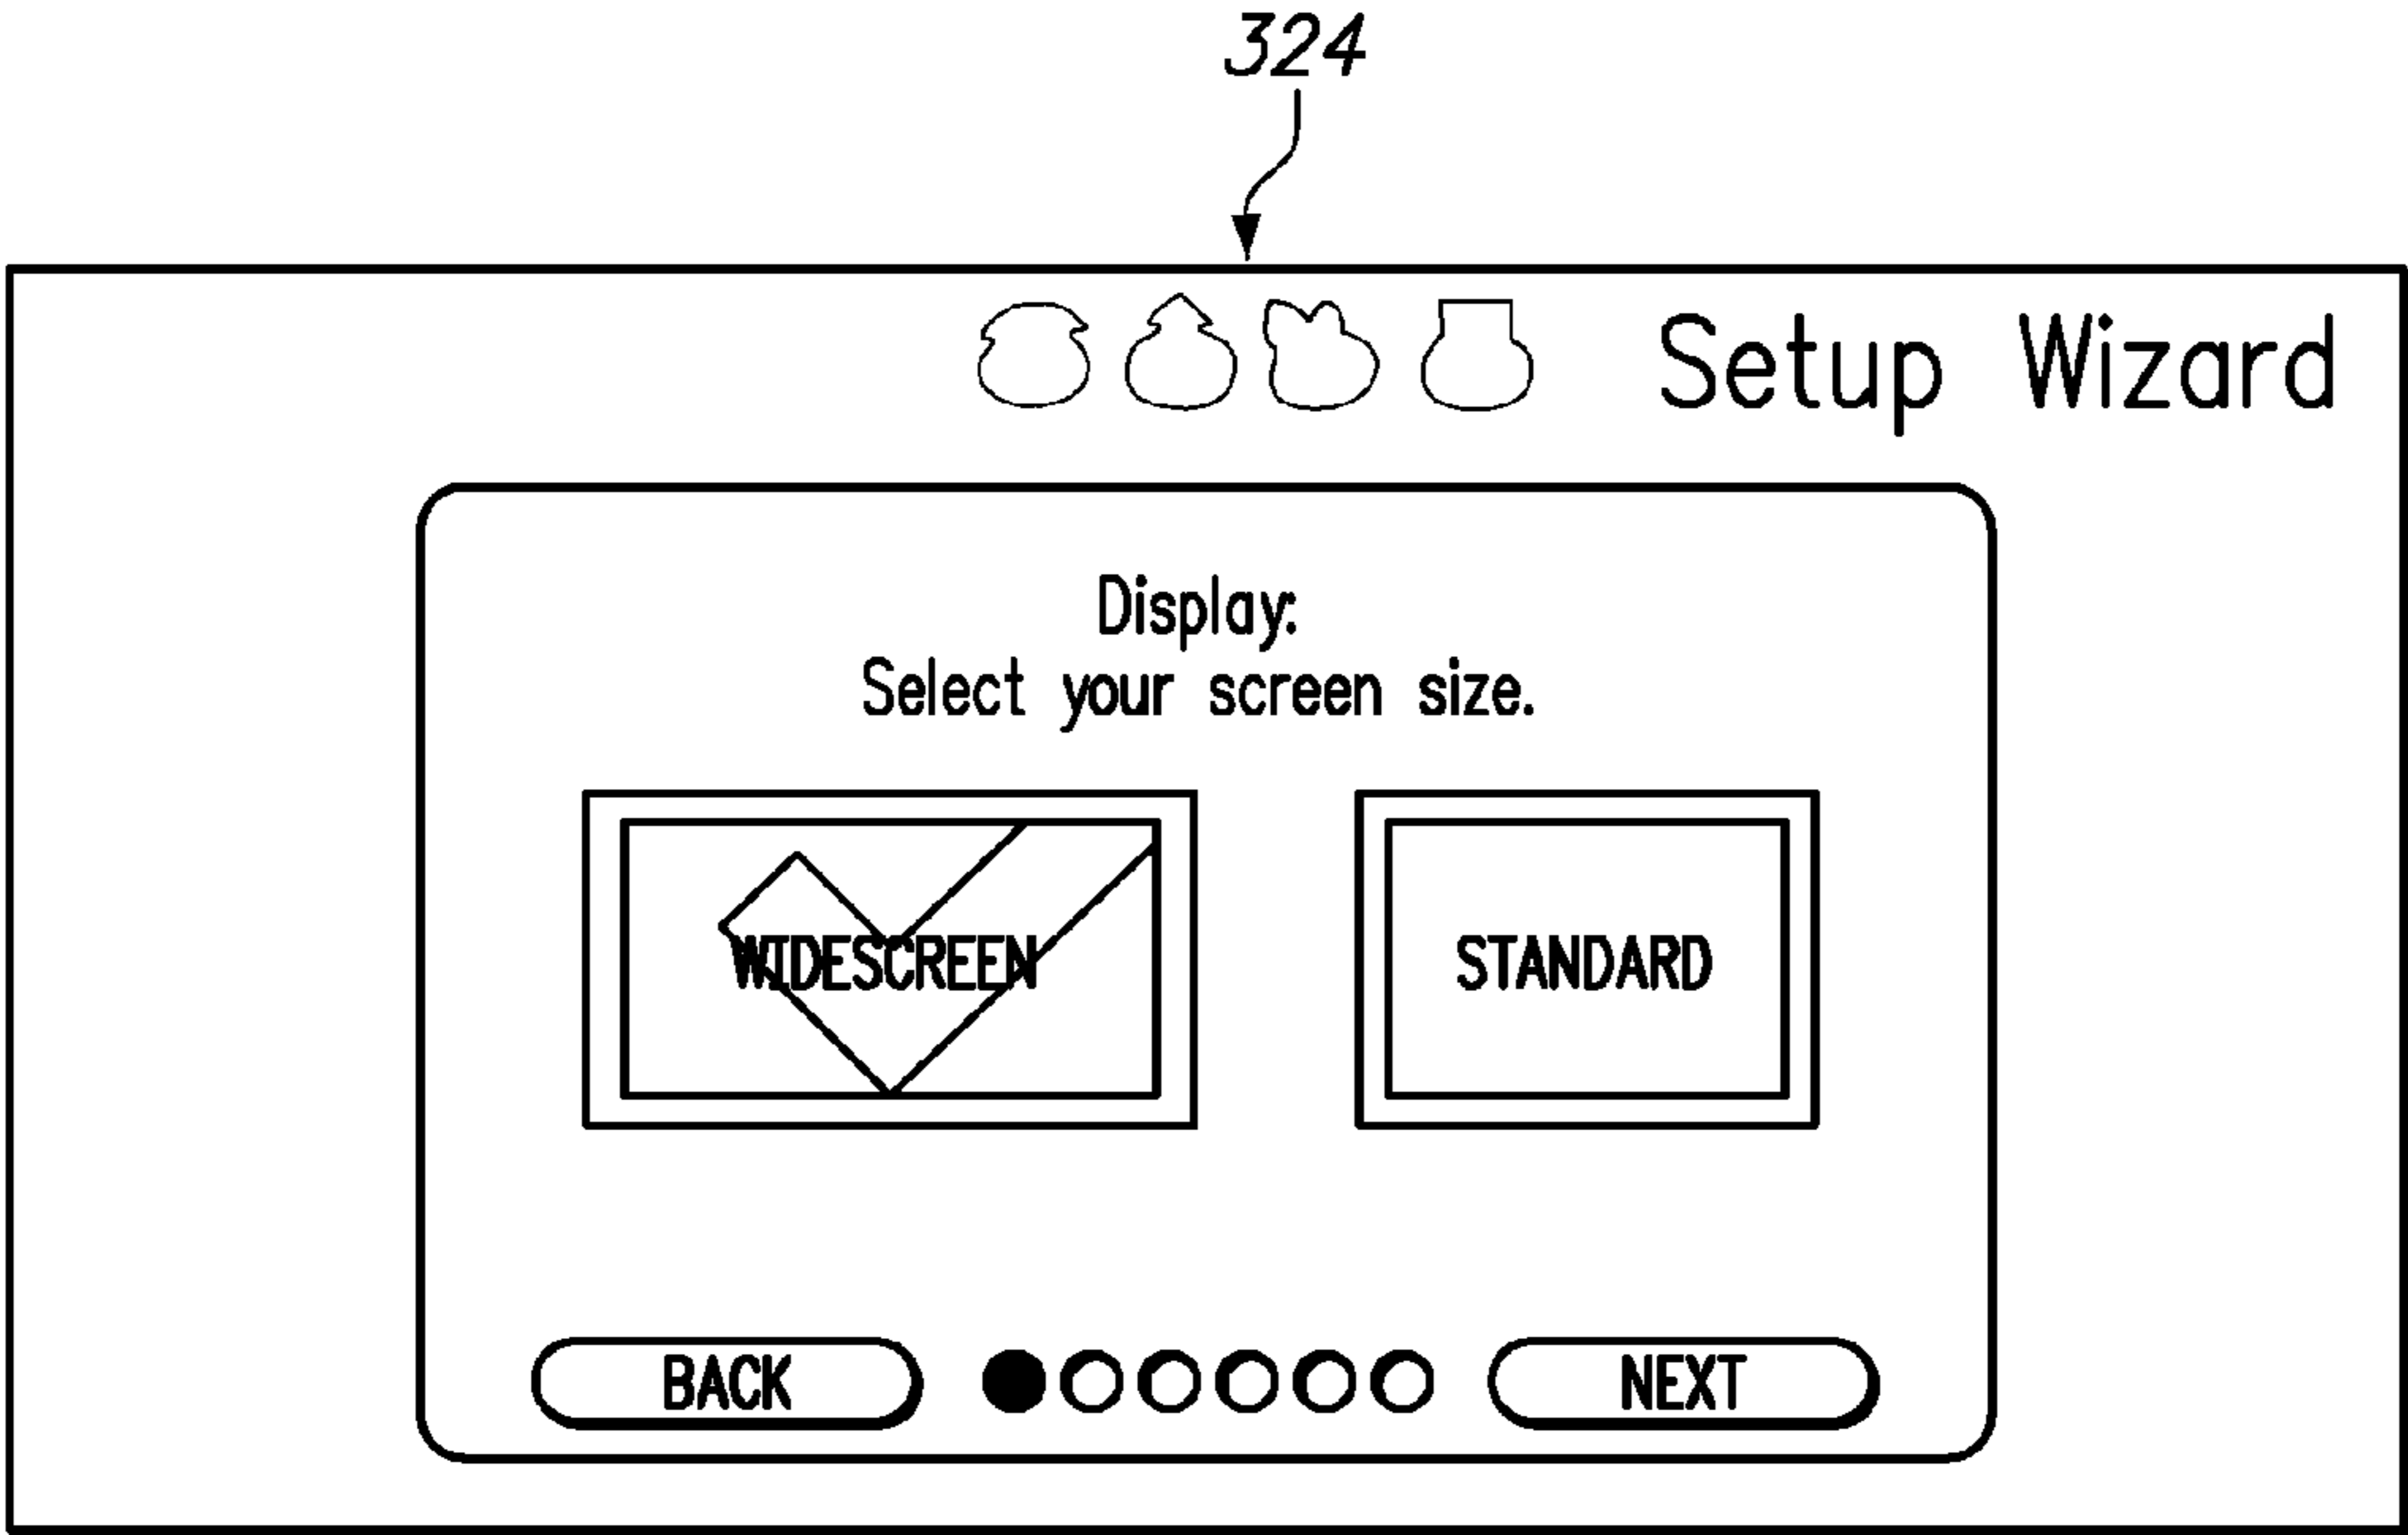 324
Setup Wizard
Display:
Select your screen size.
WIDESCREEN
STANDARD
BACK
NEXT